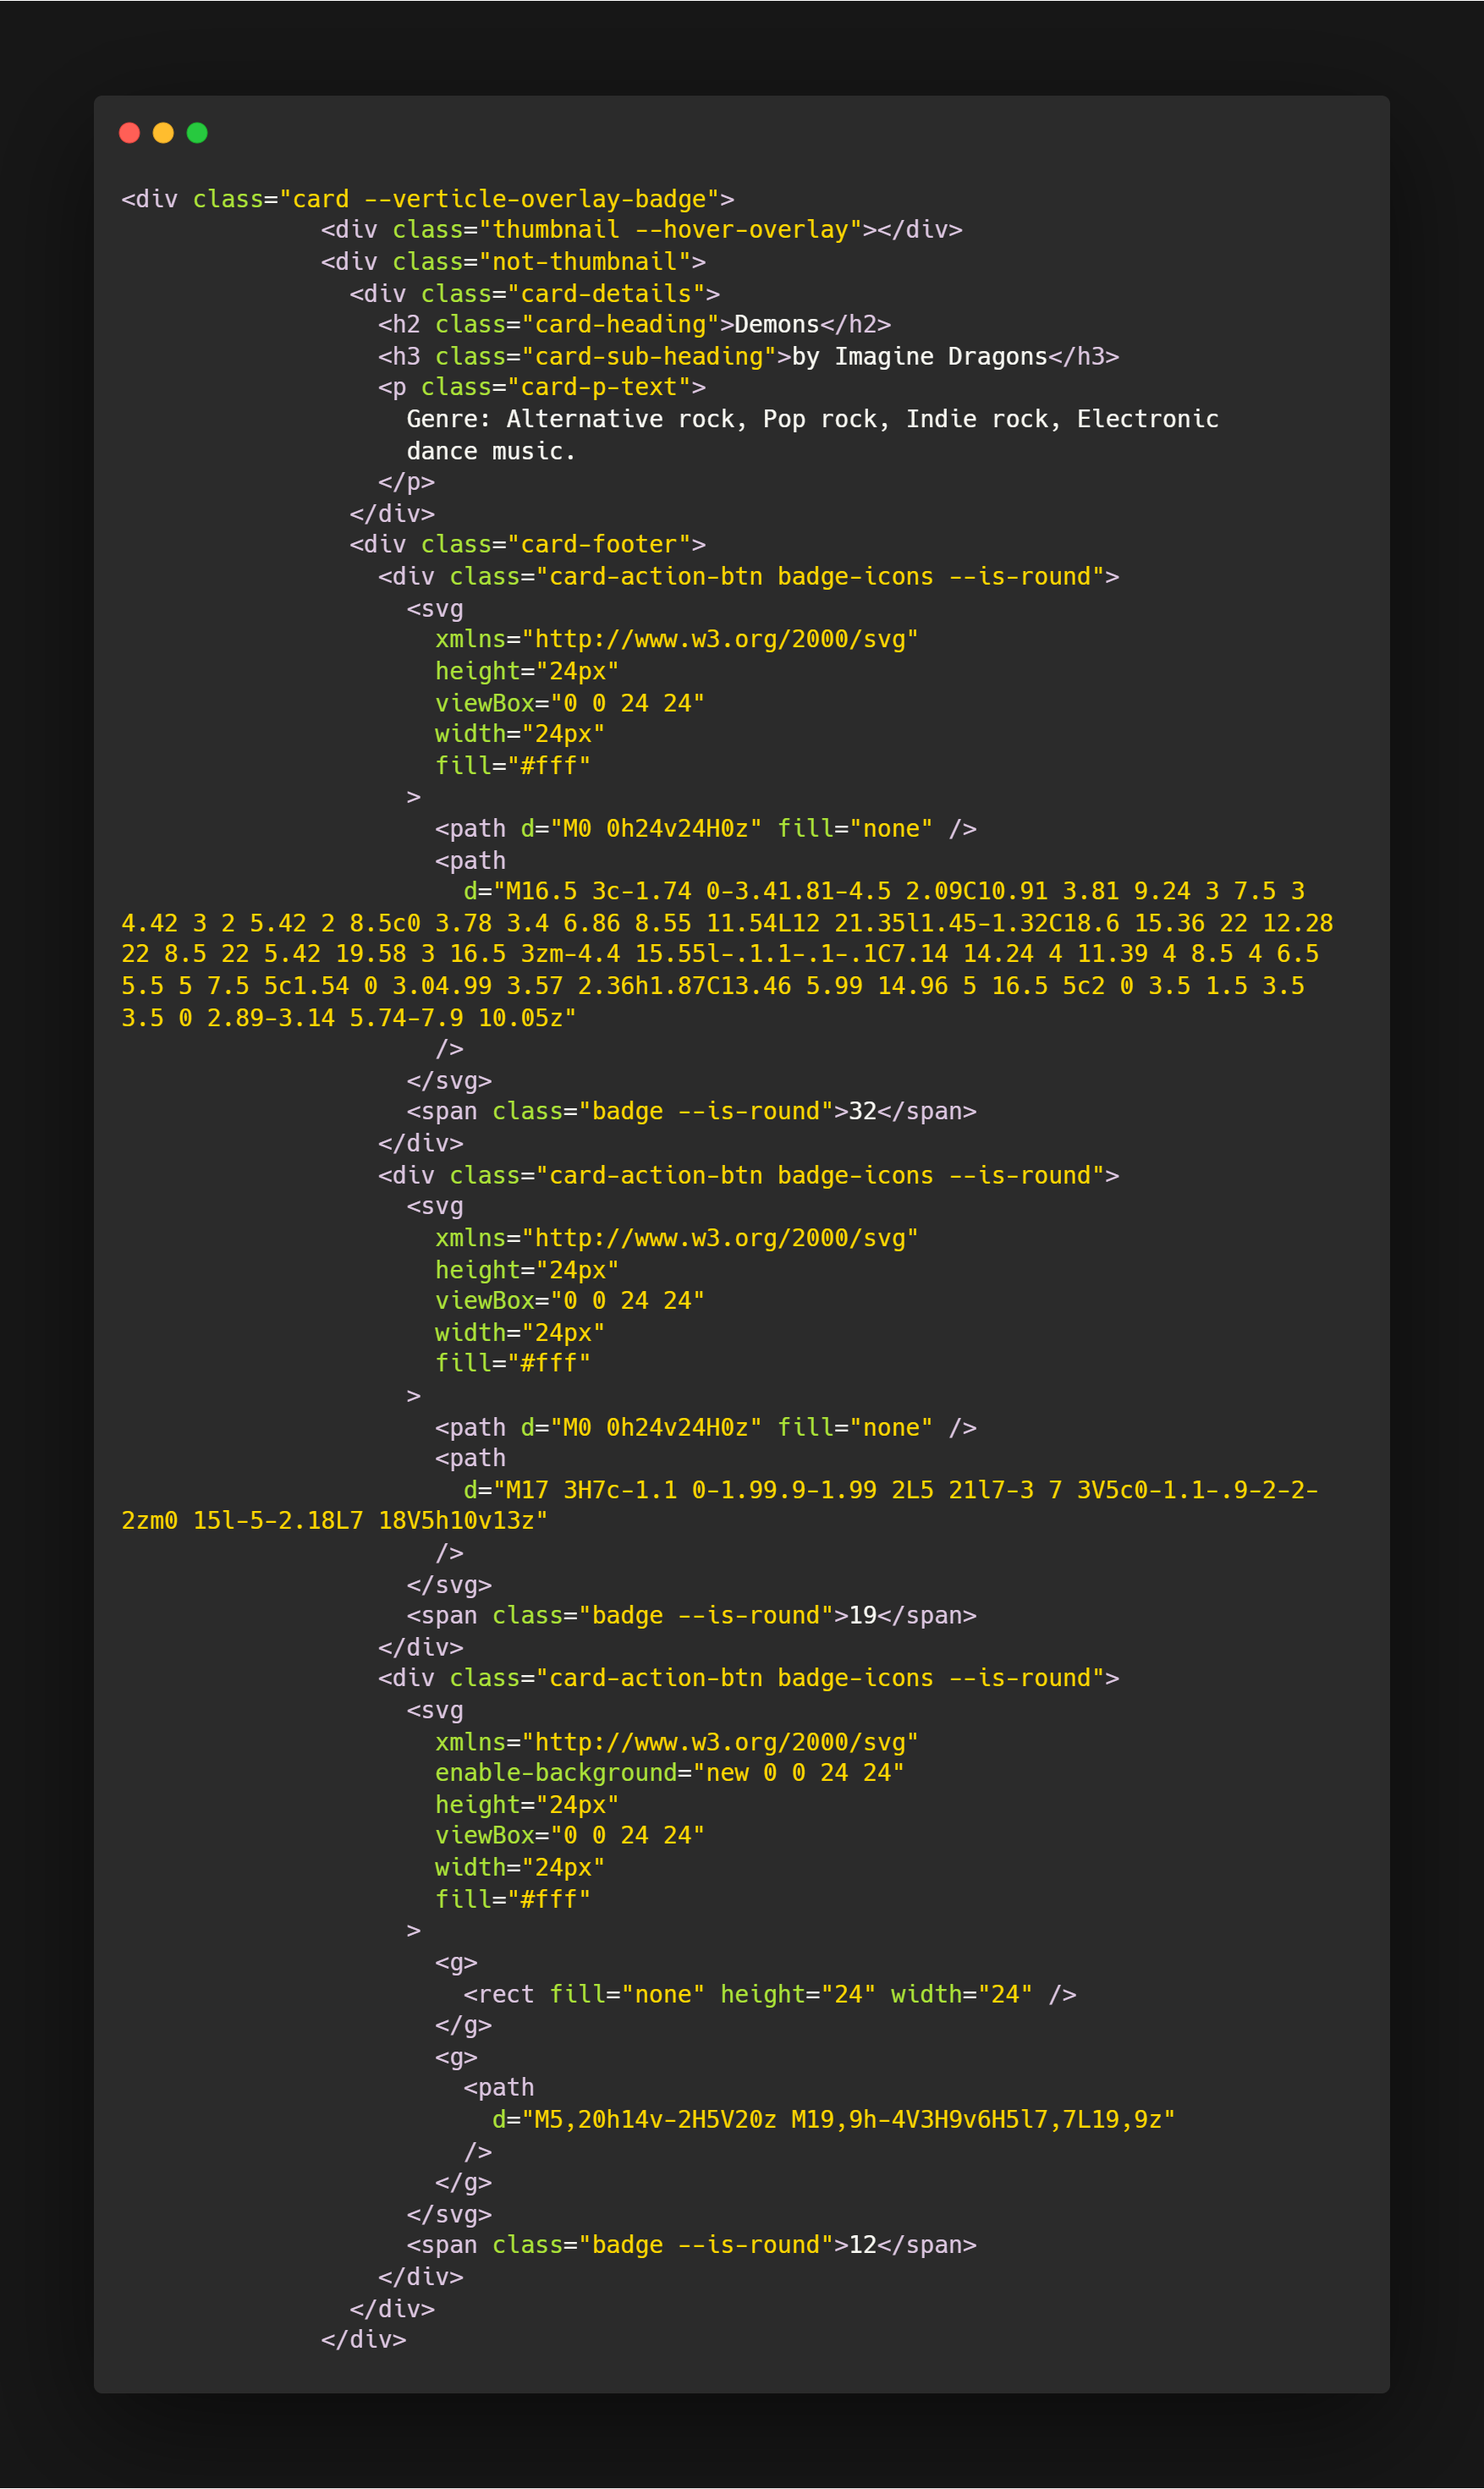 <div class="card --verticle-overlay-badge">
              <div class="thumbnail --hover-overlay"></div>
              <div class="not-thumbnail">
                <div class="card-details">
                  <h2 class="card-heading">Demons</h2>
                  <h3 class="card-sub-heading">by Imagine Dragons</h3>
                  <p class="card-p-text">
                    Genre: Alternative rock, Pop rock, Indie rock, Electronic
                    dance music.
                  </p>
                </div>
                <div class="card-footer">
                  <div class="card-action-btn badge-icons --is-round">
                    <svg
                      xmlns="http://www.w3.org/2000/svg"
                      height="24px"
                      viewBox="0 0 24 24"
                      width="24px"
                      fill="#fff"
                    >
                      <path d="M0 0h24v24H0z" fill="none" />
                      <path
                        d="M16.5 3c-1.74 0-3.41.81-4.5 2.09C10.91 3.81 9.24 3 7.5 3
4.42 3 2 5.42 2 8.5c0 3.78 3.4 6.86 8.55 11.54L12 21.35l1.45-1.32C18.6 15.36 22 12.28
22 8.5 22 5.42 19.58 3 16.5 3zm-4.4 15.55l-.1.1-.1-.1C7.14 14.24 4 11.39 4 8.5 4 6.5
5.5 5 7.5 5c1.54 0 3.04.99 3.57 2.36h1.87C13.46 5.99 14.96 5 16.5 5c2 0 3.5 1.5 3.5
3.5 0 2.89-3.14 5.74-7.9 10.05z"
                      />
                    </svg>
                    <span class="badge --is-round">32</span>
                  </div>
                  <div class="card-action-btn badge-icons --is-round">
                    <svg
                      xmlns="http://www.w3.org/2000/svg"
                      height="24px"
                      viewBox="0 0 24 24"
                      width="24px"
                      fill="#fff"
                    >
                      <path d="M0 0h24v24H0z" fill="none" />
                      <path
                        d="M17 3H7c-1.1 0-1.99.9-1.99 2L5 21l7-3 7 3V5c0-1.1-.9-2-2-
2zm0 15l-5-2.18L7 18V5h10v13z"
                      />
                    </svg>
                    <span class="badge --is-round">19</span>
                  </div>
                  <div class="card-action-btn badge-icons --is-round">
                    <svg
                      xmlns="http://www.w3.org/2000/svg"
                      enable-background="new 0 0 24 24"
                      height="24px"
                      viewBox="0 0 24 24"
                      width="24px"
                      fill="#fff"
                    >
                      <g>
                        <rect fill="none" height="24" width="24" />
                      </g>
                      <g>
                        <path
                          d="M5,20h14v-2H5V20z M19,9h-4V3H9v6H5l7,7L19,9z"
                        />
                      </g>
                    </svg>
                    <span class="badge --is-round">12</span>
                  </div>
                </div>
              </div>